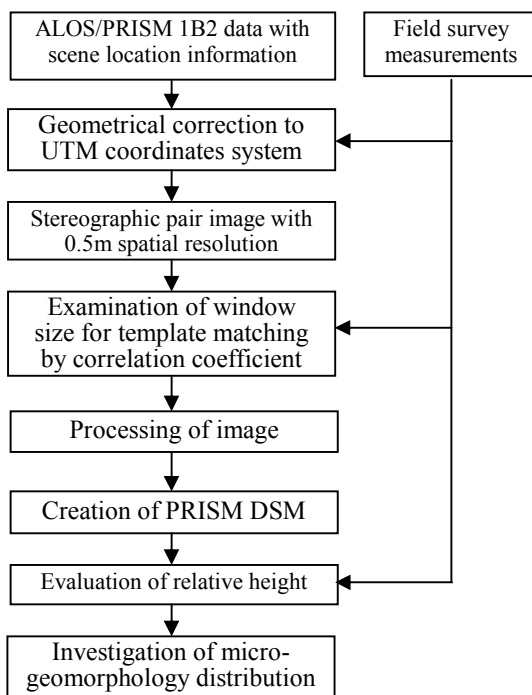 ALOS/PRISM 1B2 data with
scene location information
Field survey
measurements
Geometrical correction to
UTM coordinates system
Stereographic pair image with
0.5m spatial resolution
Examination of window
size for template matching
by correlation coefficient
Processing of image
Creation of PRISM DSM
Evaluation of relative height
Investigation of micro-
geomorphology distribution